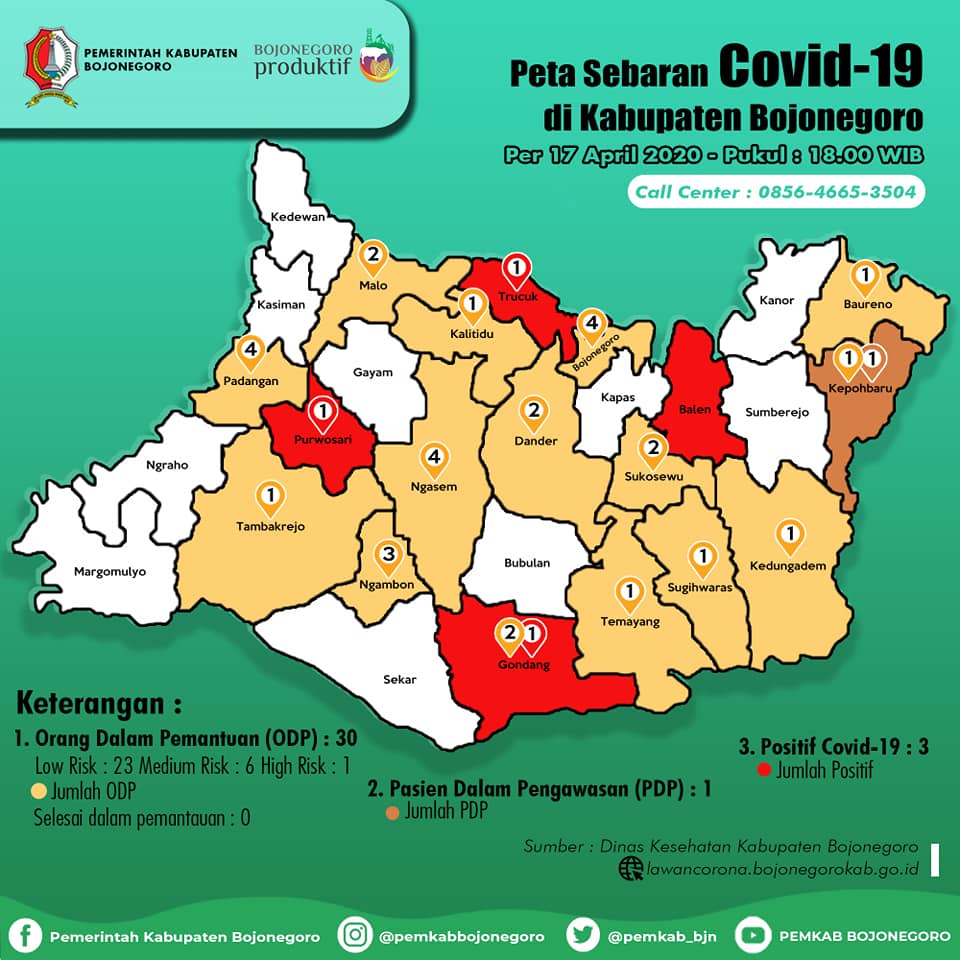 PEMERINTAH KABUPATEN
BOJONEGORO
BOJONEGORO
produktif
Peta Sebaran Covid-19
di Kabupaten Bojonegoro
Per 17 April 2020 - Pukul : 18.00 WIB
Call Center : 0856-4665-3504
Kedewan
2
Malo
1
Trucuk
Kasiman
1
Kalitidu
4
Bojonegoro
Kanor
1
Baureno
4
Padangan
Gayam
1
1
Kepohbaru
Kapas
Balen
Sumberejo
1
Purwosari
2
Dander
2
Sukosewu
Ngraho
4
Ngasem
1
Tambakrejo
1
Kedungadem
3
Ngambon
Bubulan
1
Sugihwaras
Margomulyo
1
Temayang
2
1
Gondang
Sekar
Keterangan :
1. Orang Dalam Pemantuan (ODP) : 30
Low Risk : 23 Medium Risk : 6 High Risk : 1
Jumlah ODP
Selesai dalam pemantauan : 0
2. Pasien Dalam Pengawasan (PDP) : 1
Jumlah PDP
3. Positif Covid-19 : 3
Jumlah Positif
Sumber : Dinas Kesehatan Kabupaten Bojonegoro
lawancorona.bojonegorokab.go.id
Pemerintah Kabupaten Bojonegoro
@pemkabbojonegoro
@pemkab_bjn
PEMKAB BOJONEGORO